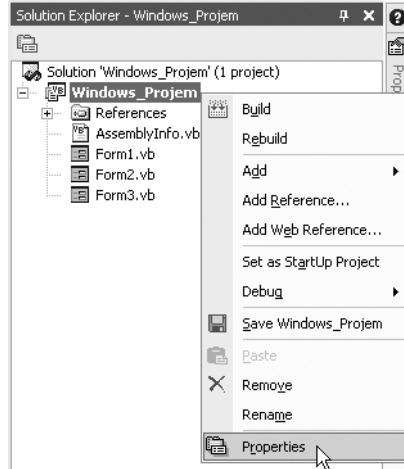 Solution Explorer - Windows_Projem
Solution 'Windows_Projem' (1 project)
Windows_Projem
References
AssemblyInfo.vb
Form1.vb
Form2.vb
Form3.vb
Build
Rebuild
Add
Add Reference...
Add Web Reference...
Set as StartUp Project
Debug
Save Windows_Projem
Paste
Remove
Rename
Properties
Prop